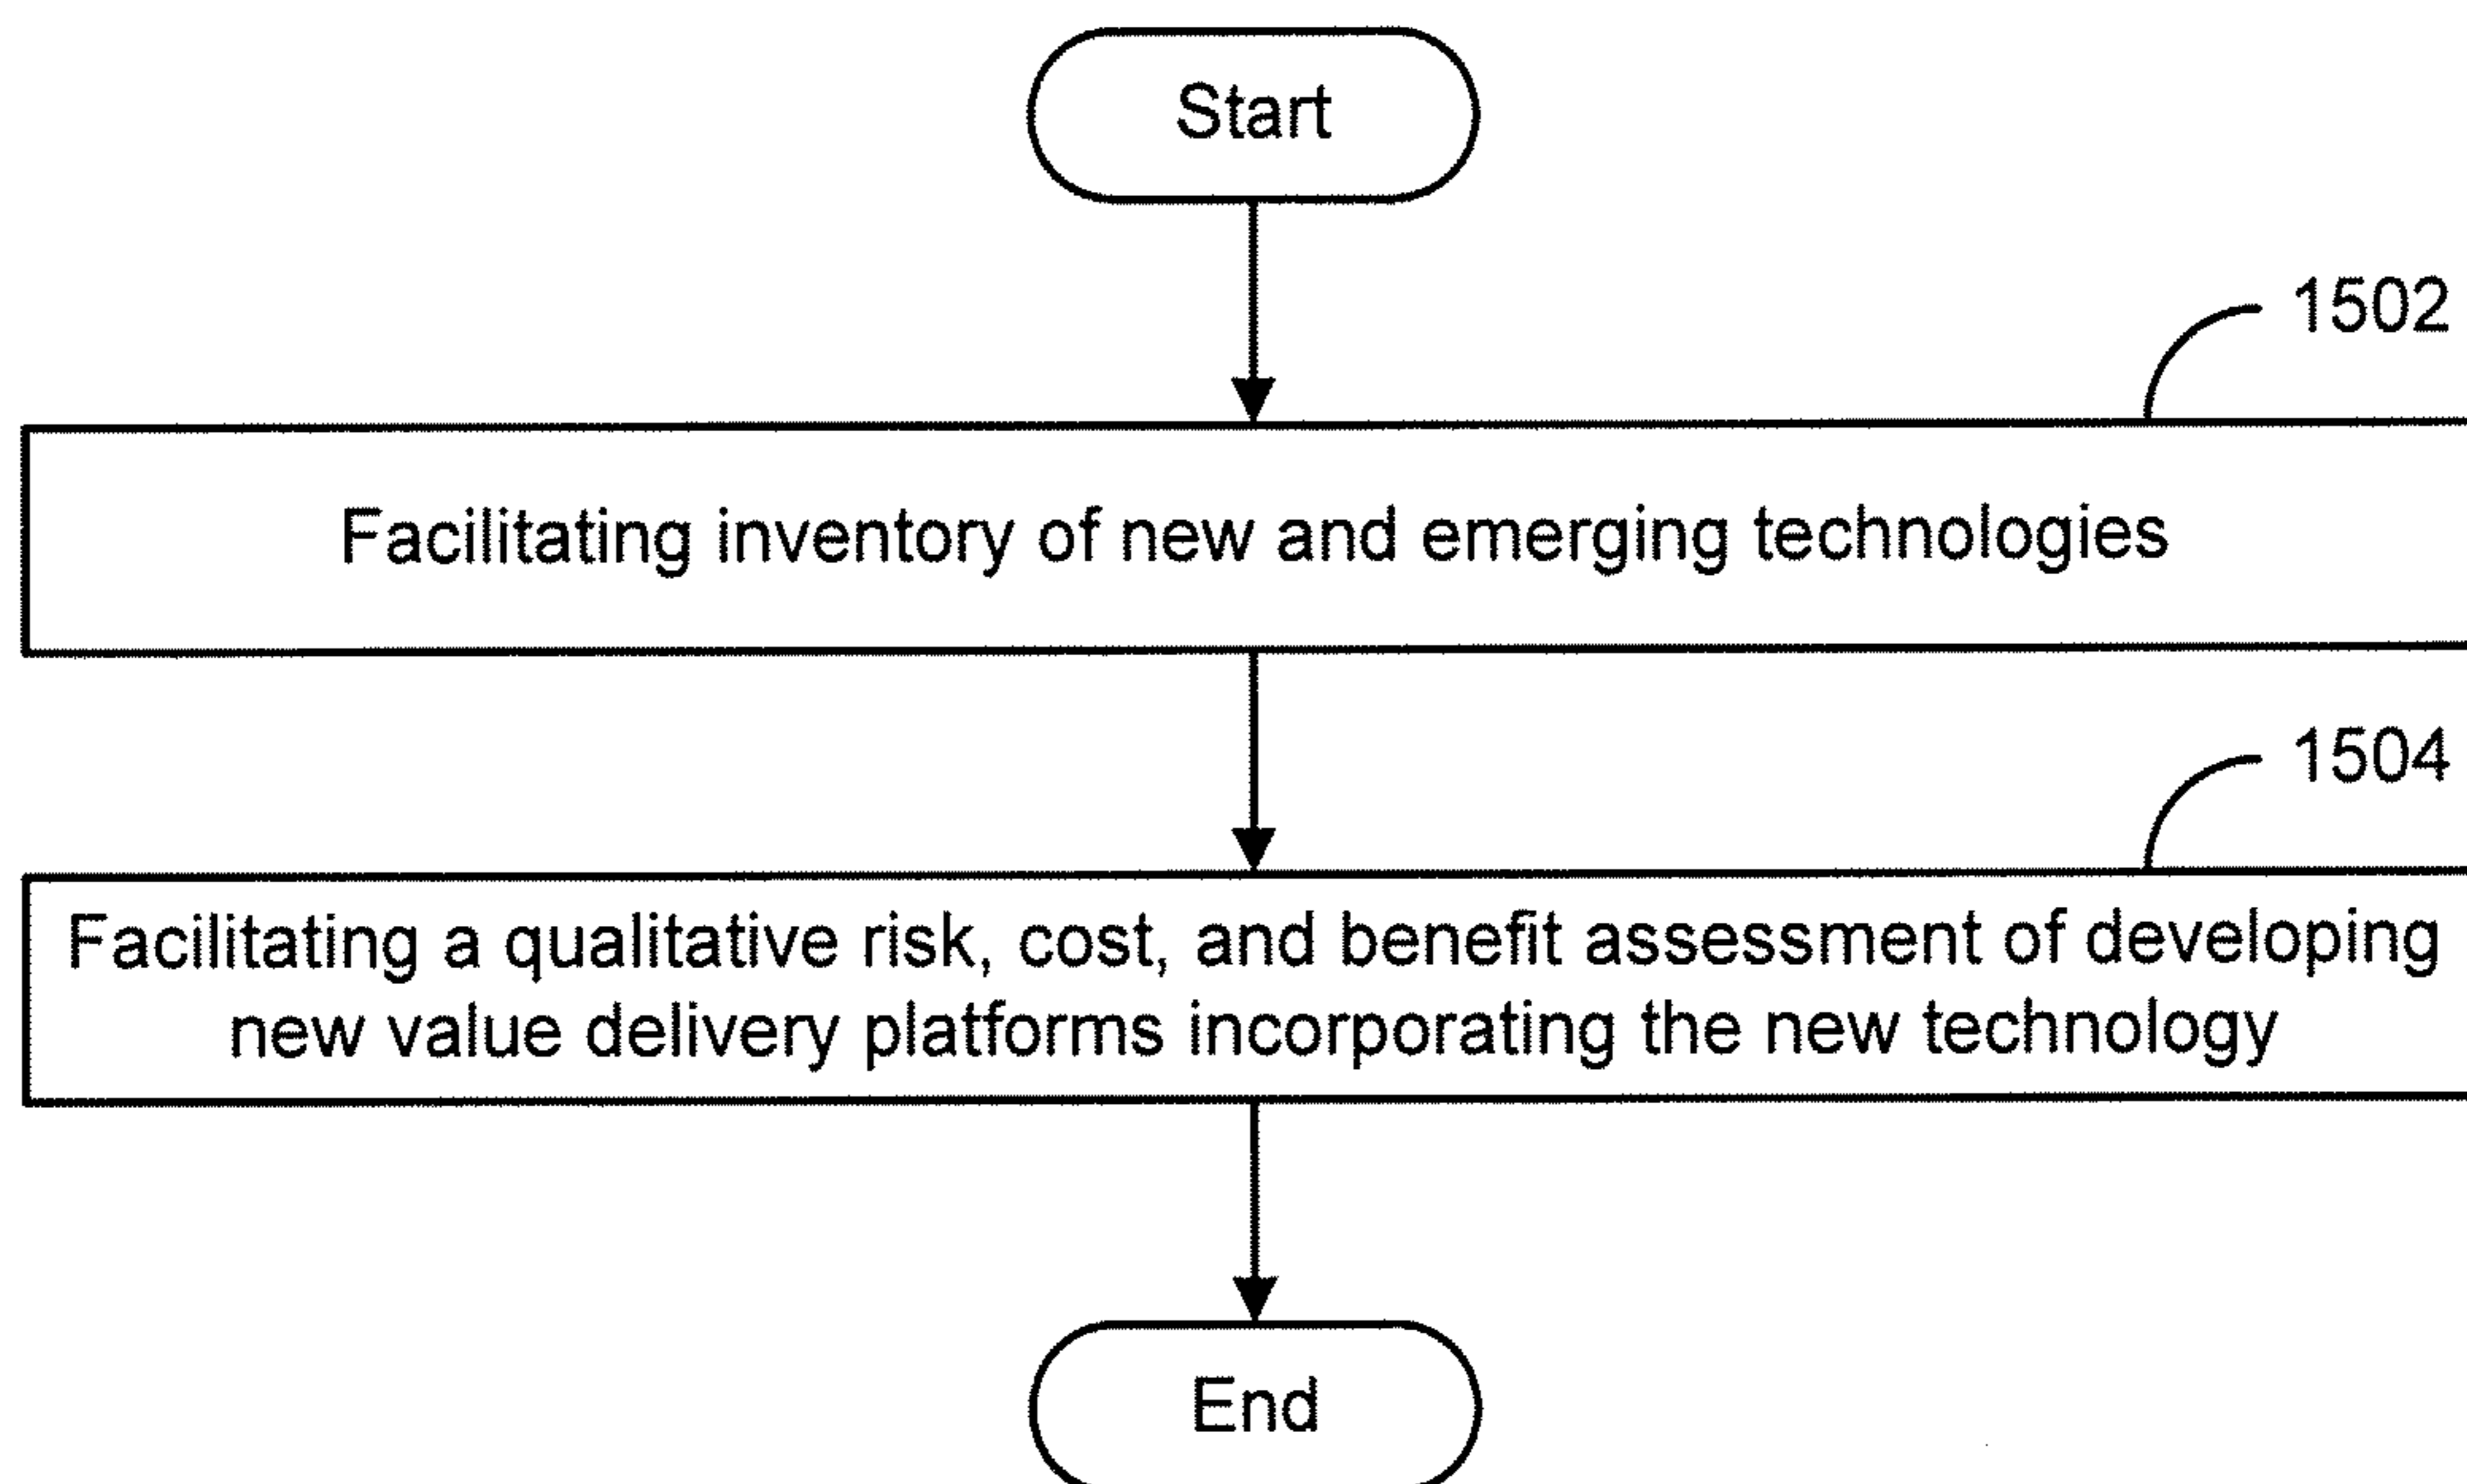 Start
1502
Facilitating inventory of new and emerging technologies
1504
Facilitating a qualitative risk, cost, and benefit assessment of developing
new value delivery platforms incorporating the new technology
End